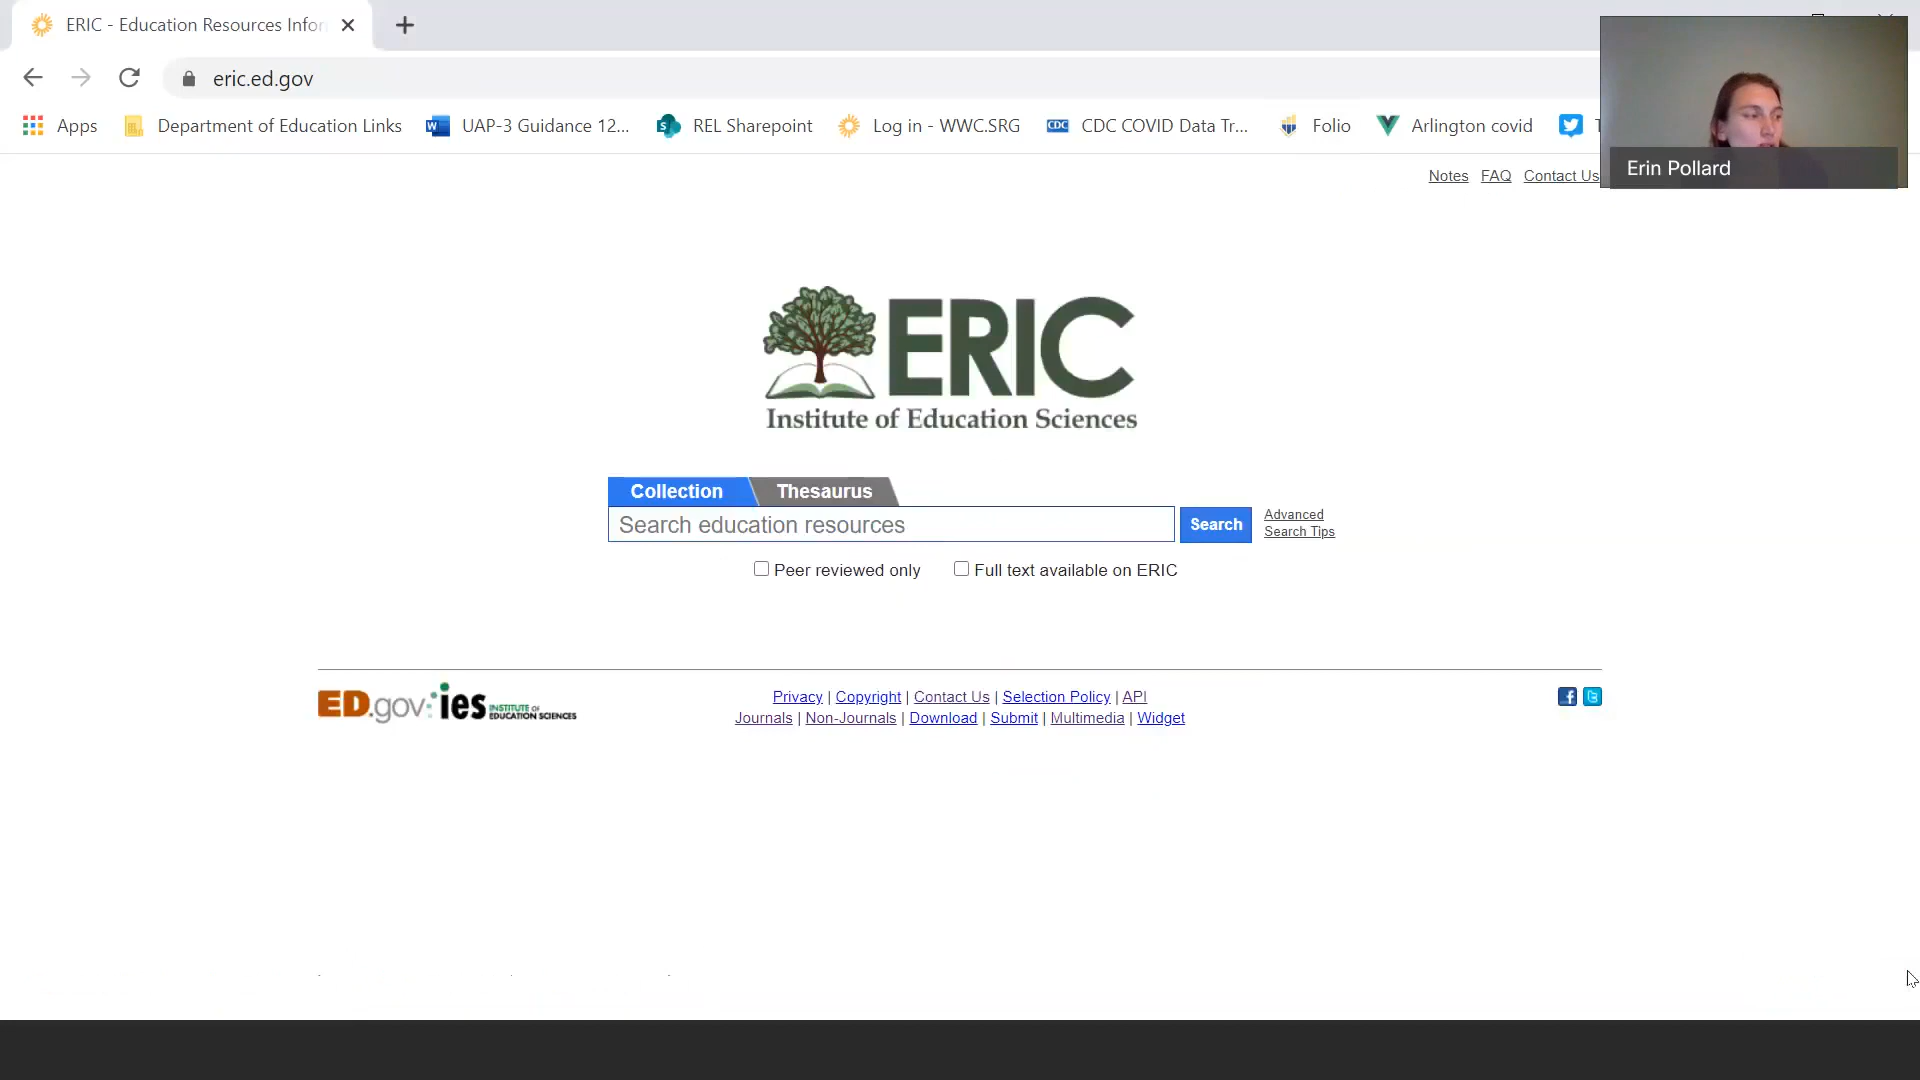 ERIC - Education Resources Infor
eric.ed.gov
Apps Department of Education Links UAP-3 Guidance 12... REL Sharepoint Log in - WWC.SRG CDC CDC COVID Data Tr... Folio Arlington covid T
Erin Pollard
Notes FAQ Contact Us
ERIC
Institute of Education Sciences
Collection Thesaurus
Search education resources Search Advanced
Search Tips
Peer reviewed only Full text available on ERIC
ED.gov ies INSTITUTE OF EDUCATION SCIENCES
Privacy | Copyright | Contact Us | Selection Policy | API
Journals | Non-Journals | Download | Submit | Multimedia | Widget